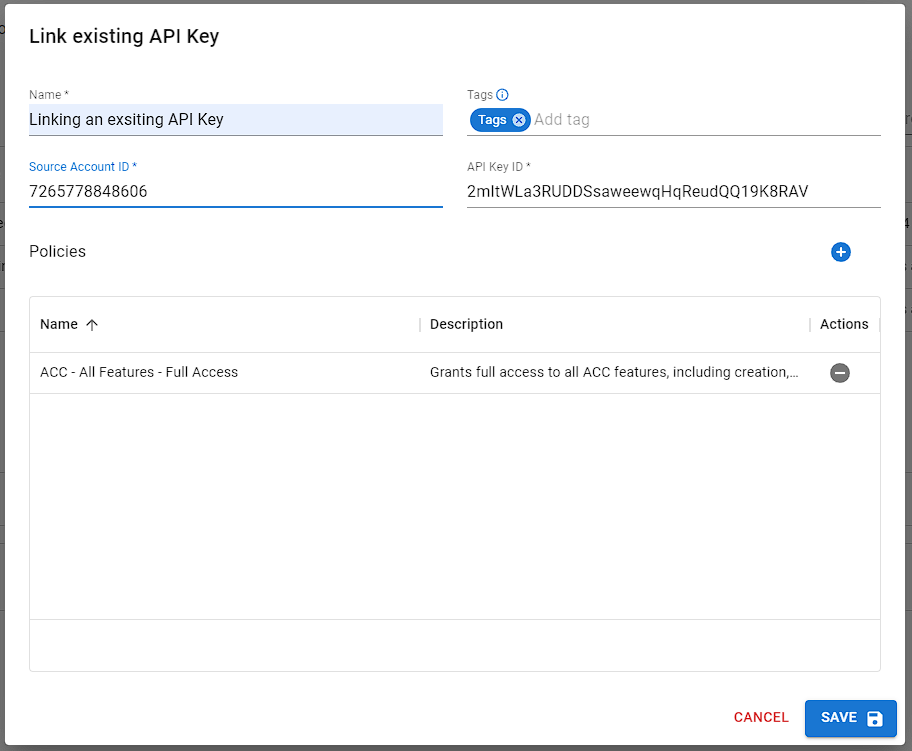 Link existing API Key
Name *
Tags
Linking an exsiting API Key
Tags
Add tag
Source Account ID *
API Key ID *
7265778848606
2mItWLa3RUDDSsaweewqHqReudQQ19K8RAV
Policies
Name
Description
Actions
ACC - All Features - Full Access
Grants full access to all ACC features, including creation,...
CANCEL
SAVE